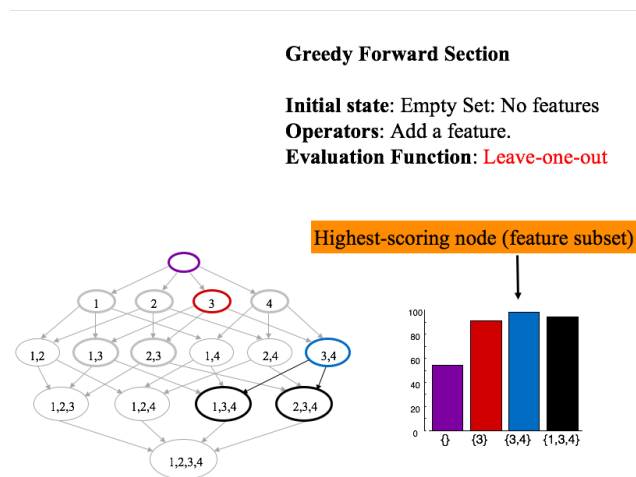 Greedy Forward Section
Initial state: Empty Set: No features
Operators: Add a feature.
Evaluation Function: Leave-one-out
Highest-scoring node (feature subset)
1 2 3 4
1,2 1,3 2,3 1,4 2,4 3,4
1,2,3 1,2,4 1,3,4 2,3,4
1,2,3,4
100
80
60
40
20
0
{} {3} {3,4} {1,3,4}